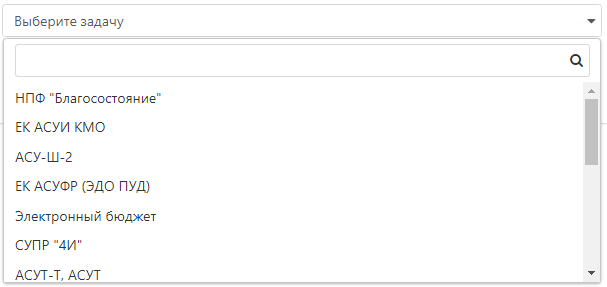 Выберите задачу
НПФ "Благосостояние"
ЕК АСУИ КМО
АСУ-Ш-2
ЕК АСУФР (ЭДО ПУД)
Электронный бюджет
СУПР "4И"
АСУТ-Т, АСУТ